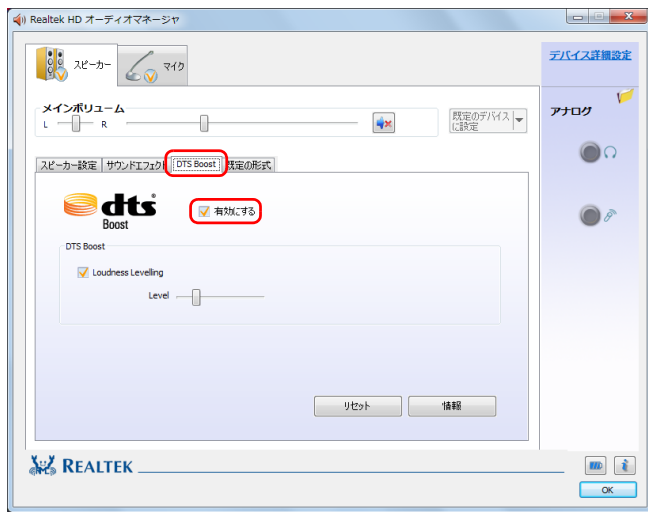 Realtek HD オーディオマネージャ
スピーカー
マイク
デバイス詳細設定
メインボリューム
L
R
既定のデバイス
に設定
アナログ
スピーカー設定
サウンドエフェクト
DTS Boost
既定の形式
dts
Boost
有効にする
DTS Boost
Loudness Levelling
Level
リセット
情報
REALTEK
OK